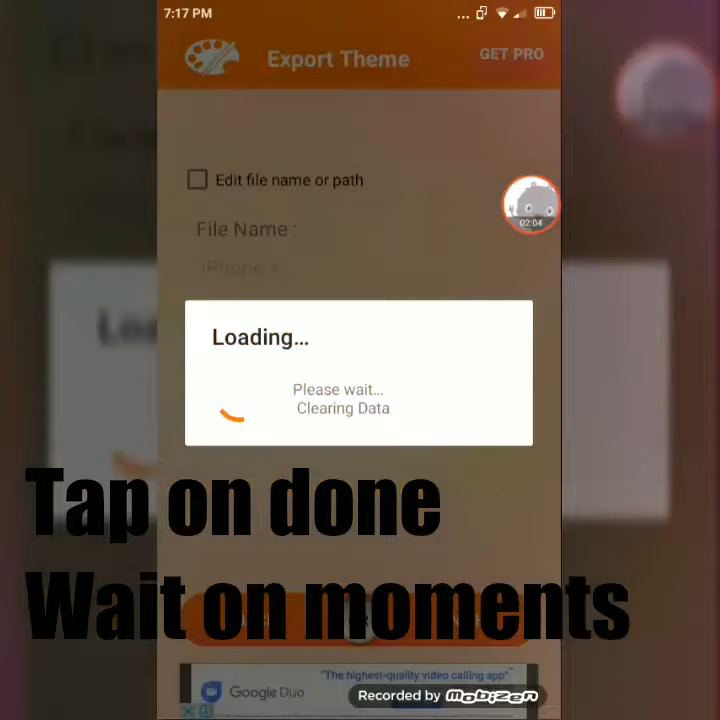 7:17 PM
Export Theme
GET PRO
Edit file name or path
02:04
File Name :
iPhone X
Loading...
Please wait...
Clearing Data
Tap on done
Wait on moments
"The highest-quality video calling app"
Google Duo
Recorded by mobizen